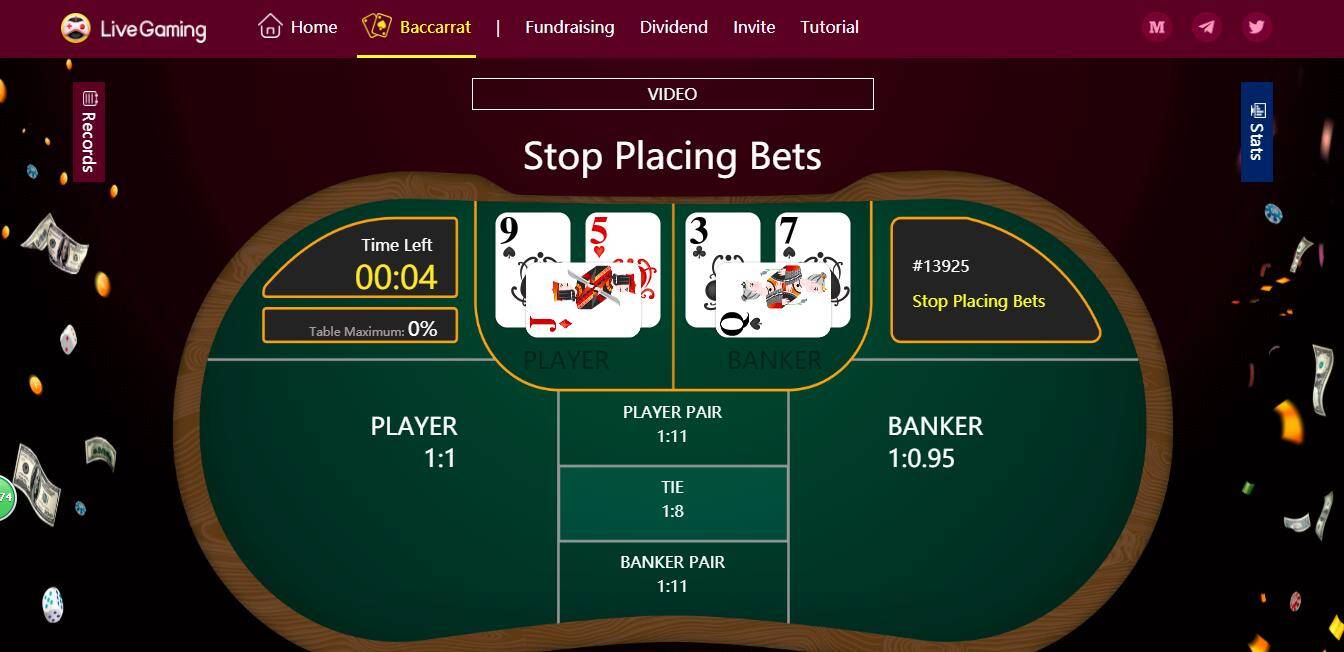 LiveGaming
Home
Baccarrat
|
Fundraising
Dividend
Invite
Tutorial
M
Records
VIDEO
Stats
Stop Placing Bets
Time Left
00:04
Table Maximum: 0%
9
5
J
3
7
Q
#13925
Stop Placing Bets
PLAYER
BANKER
PLAYER
1:1
PLAYER PAIR
1:11
TIE
1:8
BANKER PAIR
1:11
BANKER
1:0.95
74